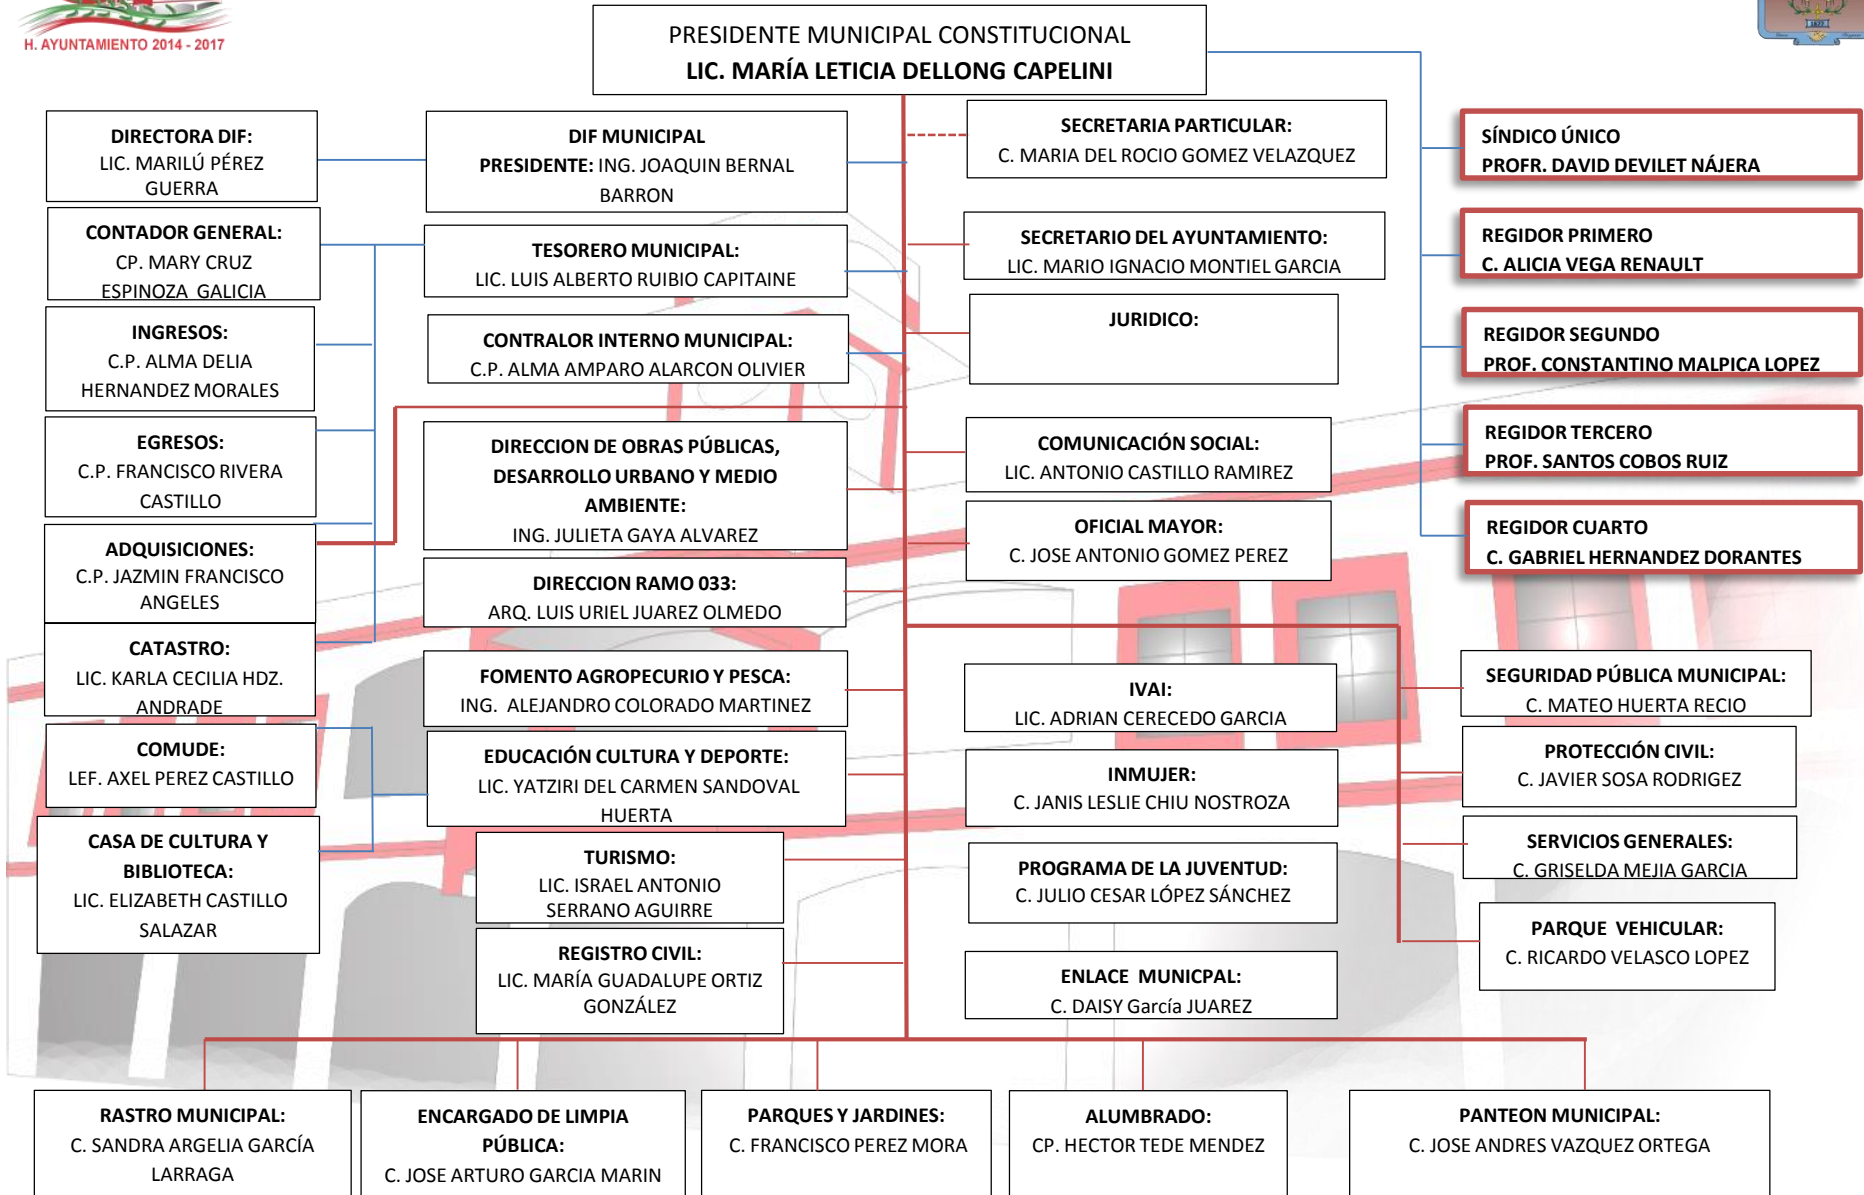 H. AYUNTAMIENTO 2014 - 2017
PRESIDENTE MUNICIPAL CONSTITUCIONAL
LIC. MARÍA LETICIA DELLONG CAPELINI
DIRECTORA DIF:
LIC. MARILÚ PÉREZ
GUERRA
DIF MUNICIPAL
PRESIDENTE: ING. JOAQUIN BERNAL
BARRON
SECRETARIA PARTICULAR:
C. MARIA DEL ROCIO GOMEZ VELAZQUEZ
SÍNDICO ÚNICO
PROFR. DAVID DEVILET NÁJERA
CONTADOR GENERAL:
CP. MARY CRUZ
ESPINOZA GALICIA
TESORERO MUNICIPAL:
LIC. LUIS ALBERTO RUIBIO CAPITAINE
SECRETARIO DEL AYUNTAMIENTO:
LIC. MARIO IGNACIO MONTIEL GARCIA
REGIDOR PRIMERO
C. ALICIA VEGA RENAULT
INGRESOS:
C.P. ALMA DELIA
HERNANDEZ MORALES
CONTRALOR INTERNO MUNICIPAL:
C.P. ALMA AMPARO ALARCON OLIVIER
JURIDICO:
REGIDOR SEGUNDO
PROF. CONSTANTINO MALPICA LOPEZ
EGRESOS:
C.P. FRANCISCO RIVERA
CASTILLO
DIRECCION DE OBRAS PÚBLICAS,
DESARROLLO URBANO Y MEDIO
AMBIENTE:
ING. JULIETA GAYA ALVAREZ
COMUNICACIÓN SOCIAL:
LIC. ANTONIO CASTILLO RAMIREZ
REGIDOR TERCERO
PROF. SANTOS COBOS RUIZ
ADQUISICIONES:
C.P. JAZMIN FRANCISCO
ANGELES
OFICIAL MAYOR:
C. JOSE ANTONIO GOMEZ PEREZ
REGIDOR CUARTO
C. GABRIEL HERNANDEZ DORANTES
DIRECCION RAMO 033:
ARQ. LUIS URIEL JUAREZ OLMEDO
CATASTRO:
LIC. KARLA CECILIA HDZ.
ANDRADE
FOMENTO AGROPECURIO Y PESCA:
ING. ALEJANDRO COLORADO MARTINEZ
IVAI:
LIC. ADRIAN CERECEDO GARCIA
SEGURIDAD PÚBLICA MUNICIPAL:
C. MATEO HUERTA RECIO
COMUDE:
LEF. AXEL PEREZ CASTILLO
EDUCACIÓN CULTURA Y DEPORTE:
LIC. YATZIRI DEL CARMEN SANDOVAL
HUERTA
INMUJER:
C. JANIS LESLIE CHIU NOSTROZA
PROTECCIÓN CIVIL:
C. JAVIER SOSA RODRIGEZ
CASA DE CULTURA Y
BIBLIOTECA:
LIC. ELIZABETH CASTILLO
SALAZAR
TURISMO:
LIC. ISRAEL ANTONIO
SERRANO AGUIRRE
PROGRAMA DE LA JUVENTUD:
C. JULIO CESAR LÓPEZ SÁNCHEZ
SERVICIOS GENERALES:
C. GRISELDA MEJIA GARCIA
REGISTRO CIVIL:
LIC. MARÍA GUADALUPE ORTIZ
GONZÁLEZ
ENLACE MUNICPAL:
C. DAISY García JUAREZ
PARQUE VEHICULAR:
C. RICARDO VELASCO LOPEZ
RASTRO MUNICIPAL:
C. SANDRA ARGELIA GARCÍA
LARRAGA
ENCARGADO DE LIMPIA
PÚBLICA:
C. JOSE ARTURO GARCIA MARIN
PARQUES Y JARDINES:
C. FRANCISCO PEREZ MORA
ALUMBRADO:
CP. HECTOR TEDE MENDEZ
PANTEON MUNICIPAL:
C. JOSE ANDRES VAZQUEZ ORTEGA